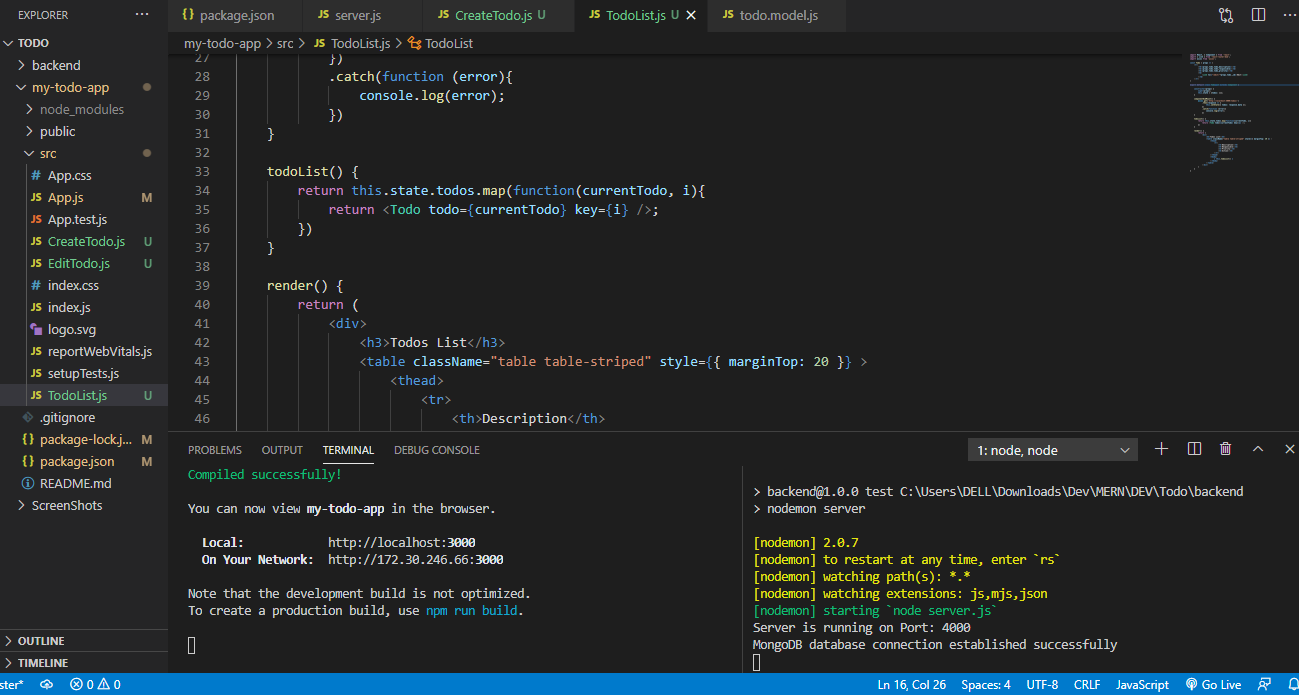 EXPLORER ...
TODO
backend
my-todo-app
node_modules
public
src
# App.css
JS App.js M
JS App.test.js
JS CreateTodo.js U
JS EditTodo.js U
# index.css
JS index.js
logo.svg
JS reportWebVitals.js
JS setupTests.js
JS TodoList.js U
.gitignore
{} package-lock.j... M
{} package.json M
README.md
ScreenShots
OUTLINE
TIMELINE
{} package.json JS server.js JS CreateTodo.js U JS TodoList.js U JS todo.model.js
my-todo-app > src > JS TodoList.js > TodoList
27 })
28 .catch(function (error){
29 console.log(error);
30 })
31 }
32
33 todoList() {
34 return this.state.todos.map(function(currentTodo, i){
35 return <Todo todo={currentTodo} key={i} />;
36 })
37 }
38
39 render() {
40 return (
41 <div>
42 <h3>Todos List</h3>
43 <table className="table table-striped" style={{ marginTop: 20 }} >
44 <thead>
45 <tr>
46 <th>Description</th>
PROBLEMS OUTPUT TERMINAL DEBUG CONSOLE 1: node, node
Compiled successfully!
You can now view my-todo-app in the browser.
Local: http://localhost:3000
On Your Network: http://172.30.246.66:3000
Note that the development build is not optimized.
To create a production build, use npm run build.
> backend@1.0.0 test C:\Users\DELL\Downloads\Dev\MERN\DEV\Todo\backend
> nodemon server
[nodemon] 2.0.7
[nodemon] to restart at any time, enter `rs`
[nodemon] watching path(s): *.*
[nodemon] watching extensions: js,mjs,json
[nodemon] starting `node server.js`
Server is running on Port: 4000
MongoDB database connection established successfully
ster* 0 0 Ln 16, Col 26 Spaces: 4 UTF-8 CRLF JavaScript Go Live